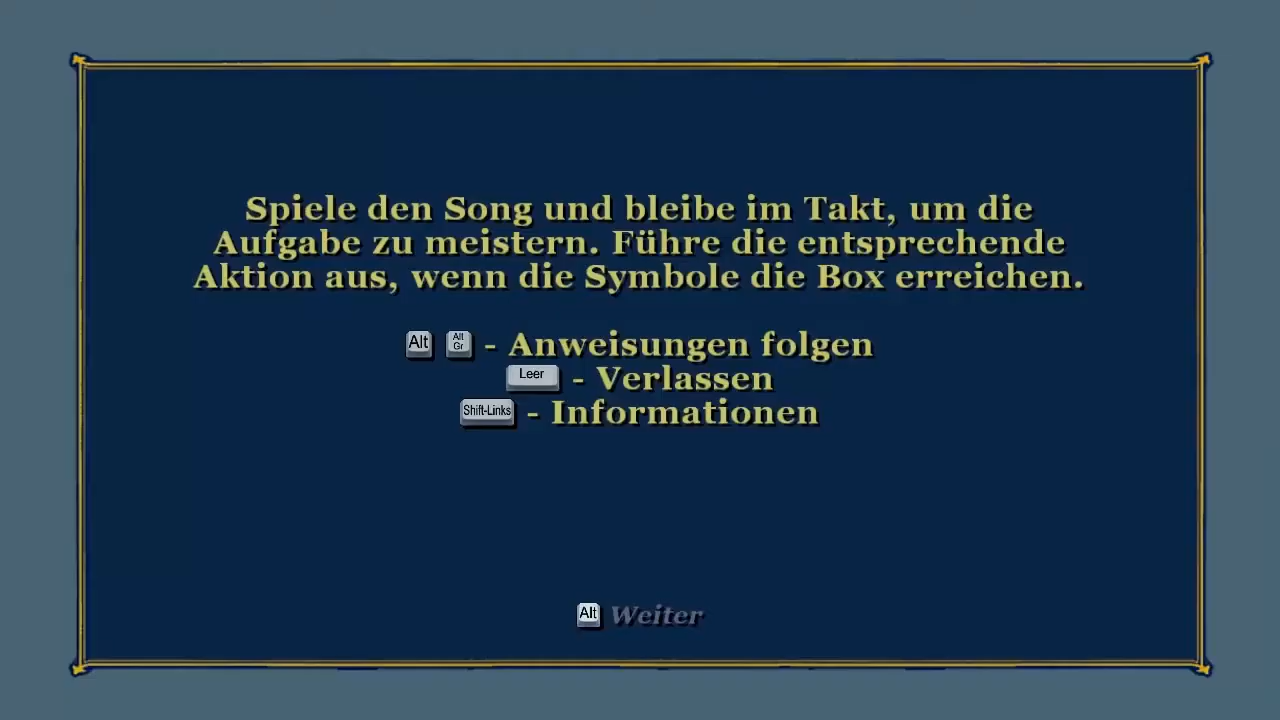 Spiele den Song und bleibe im Takt, um die
Aufgabe zu meistern. Führe die entsprechende
Aktion aus, wenn die Symbole die Box erreichen.
Alt Alt Gr - Anweisungen folgen
Leer - Verlassen
Shift-Links - Informationen
Alt Weiter